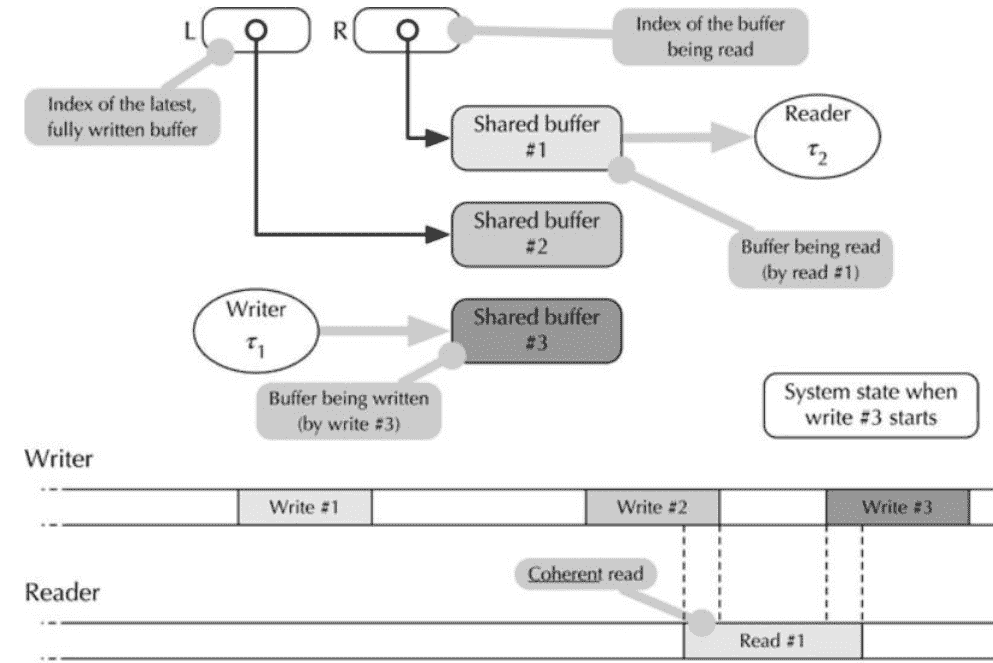 L
R
Index of the buffer
being read
Index of the latest,
fully written buffer
Shared buffer
#1
Reader
τ2
Shared buffer
#2
Buffer being read
(by read #1)
Writer
τ1
Shared buffer
#3
Buffer being written
(by write #3)
System state when
write #3 starts
Writer
Write #1
Write #2
Write #3
Coherent read
Reader
Read #1